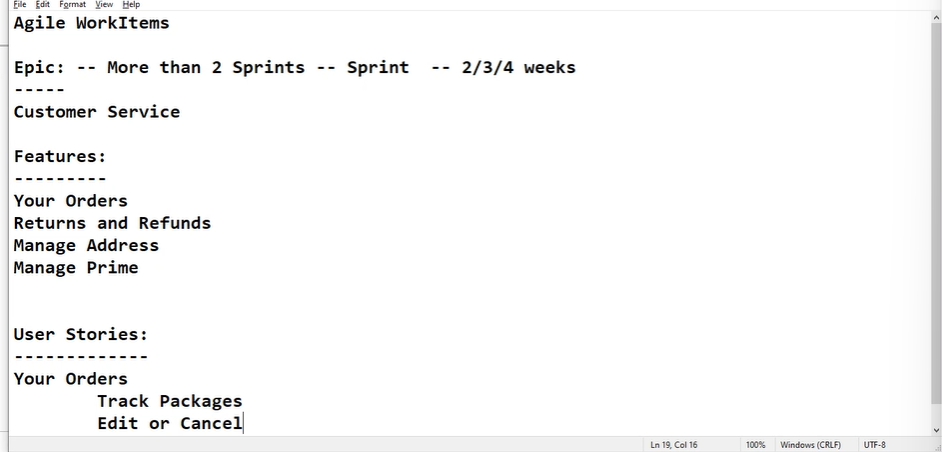 File Edit Format View Help
Agile WorkItems
Epic: -- More than 2 Sprints -- Sprint  -- 2/3/4 weeks
-----
Customer Service
Features:
---------
Your Orders
Returns and Refunds
Manage Address
Manage Prime
User Stories:
-------------
Your Orders
Track Packages
Edit or Cancel
Ln 19, Col 16 100% Windows (CRLF) UTF-8